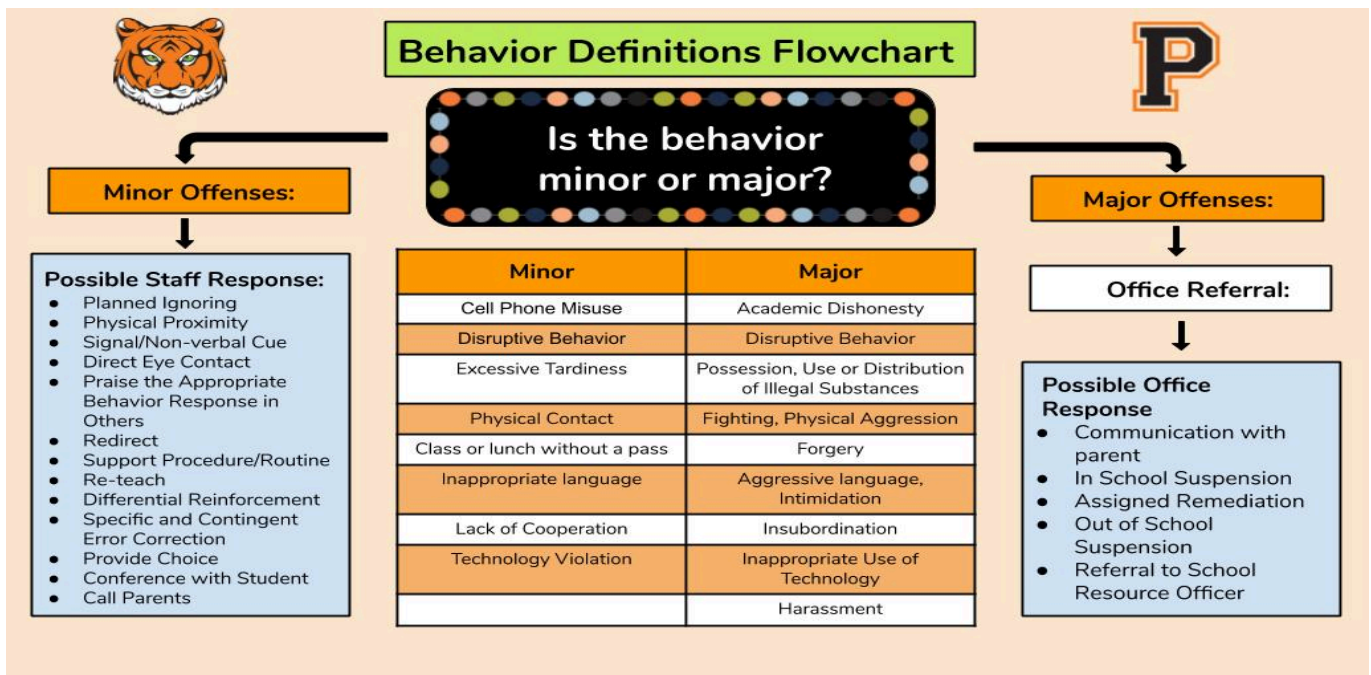 Behavior Definitions Flowchart
P
Is the behavior
minor or major?
Minor Offenses:
Possible Staff Response:
● Planned Ignoring
● Physical Proximity
● Signal/Non-verbal Cue
● Direct Eye Contact
● Praise the Appropriate
Behavior Response in
Others
● Redirect
● Support Procedure/Routine
● Re-teach
● Differential Reinforcement
● Specific and Contingent
Error Correction
● Provide Choice
● Conference with Student
● Call Parents
Minor Major
Cell Phone Misuse Academic Dishonesty
Disruptive Behavior Disruptive Behavior
Excessive Tardiness Possession, Use or Distribution
of Illegal Substances
Physical Contact Fighting, Physical Aggression
Class or lunch without a pass Forgery
Inappropriate language Aggressive language,
Intimidation
Lack of Cooperation Insubordination
Technology Violation Inappropriate Use of
Technology
Harassment
Major Offenses:
Office Referral:
Possible Office
Response
● Communication with
parent
● In School Suspension
● Assigned Remediation
● Out of School
Suspension
● Referral to School
Resource Officer